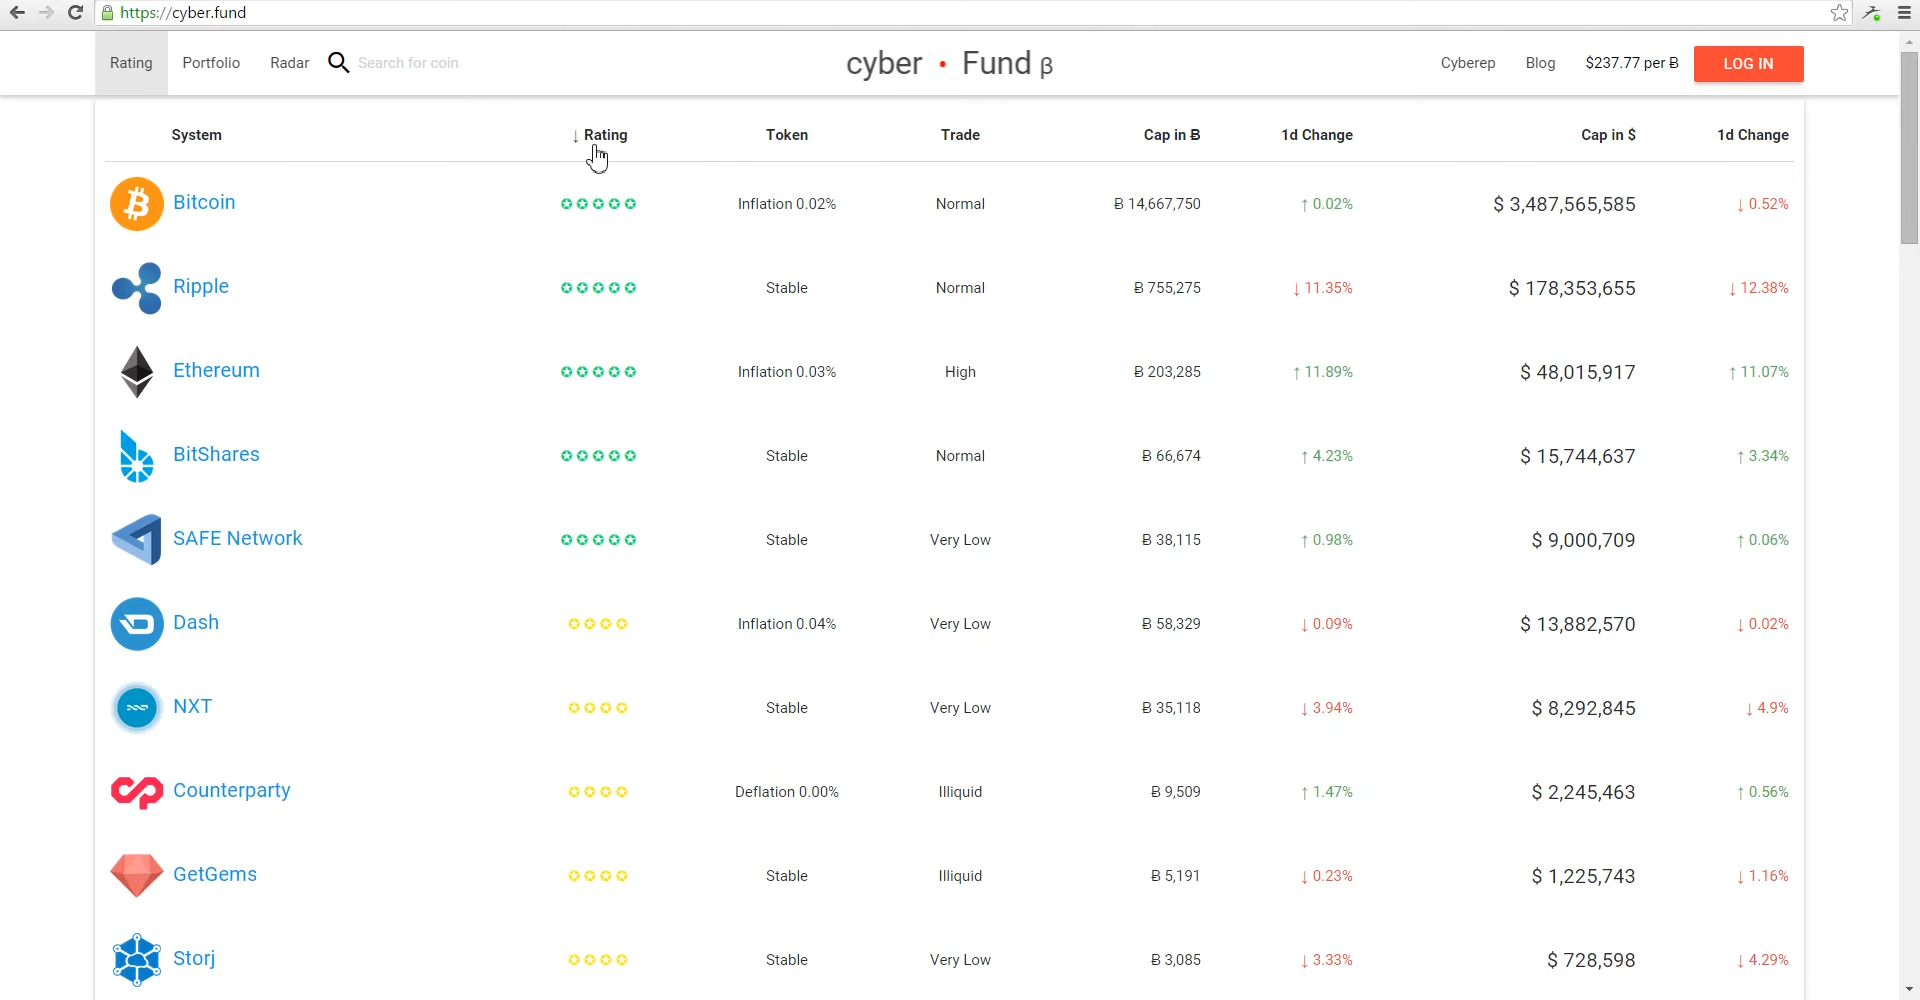 https://cyber.fund
Rating Portfolio Radar Search for coin cyber • Fund β Cyberep Blog $237.77 per Ƀ LOG IN
System ↓ Rating Token Trade Cap in Ƀ 1d Change Cap in $ 1d Change
Bitcoin ✪✪✪✪✪ Inflation 0.02% Normal Ƀ 14,667,750 ↑ 0.02% $ 3,487,565,585 ↓ 0.52%
Ripple ✪✪✪✪✪ Stable Normal Ƀ 755,275 ↓ 11.35% $ 178,353,655 ↓ 12.38%
Ethereum ✪✪✪✪✪ Inflation 0.03% High Ƀ 203,285 ↑ 11.89% $ 48,015,917 ↑ 11.07%
BitShares ✪✪✪✪✪ Stable Normal Ƀ 66,674 ↑ 4.23% $ 15,744,637 ↑ 3.34%
SAFE Network ✪✪✪✪✪ Stable Very Low Ƀ 38,115 ↑ 0.98% $ 9,000,709 ↑ 0.06%
Dash ✪✪✪✪ Inflation 0.04% Very Low Ƀ 58,329 ↓ 0.09% $ 13,882,570 ↓ 0.02%
NXT ✪✪✪✪ Stable Very Low Ƀ 35,118 ↓ 3.94% $ 8,292,845 ↓ 4.9%
Counterparty ✪✪✪✪ Deflation 0.00% Illiquid Ƀ 9,509 ↑ 1.47% $ 2,245,463 ↑ 0.56%
GetGems ✪✪✪✪ Stable Illiquid Ƀ 5,191 ↓ 0.23% $ 1,225,743 ↓ 1.16%
Storj ✪✪✪✪ Stable Very Low Ƀ 3,085 ↓ 3.33% $ 728,598 ↓ 4.29%